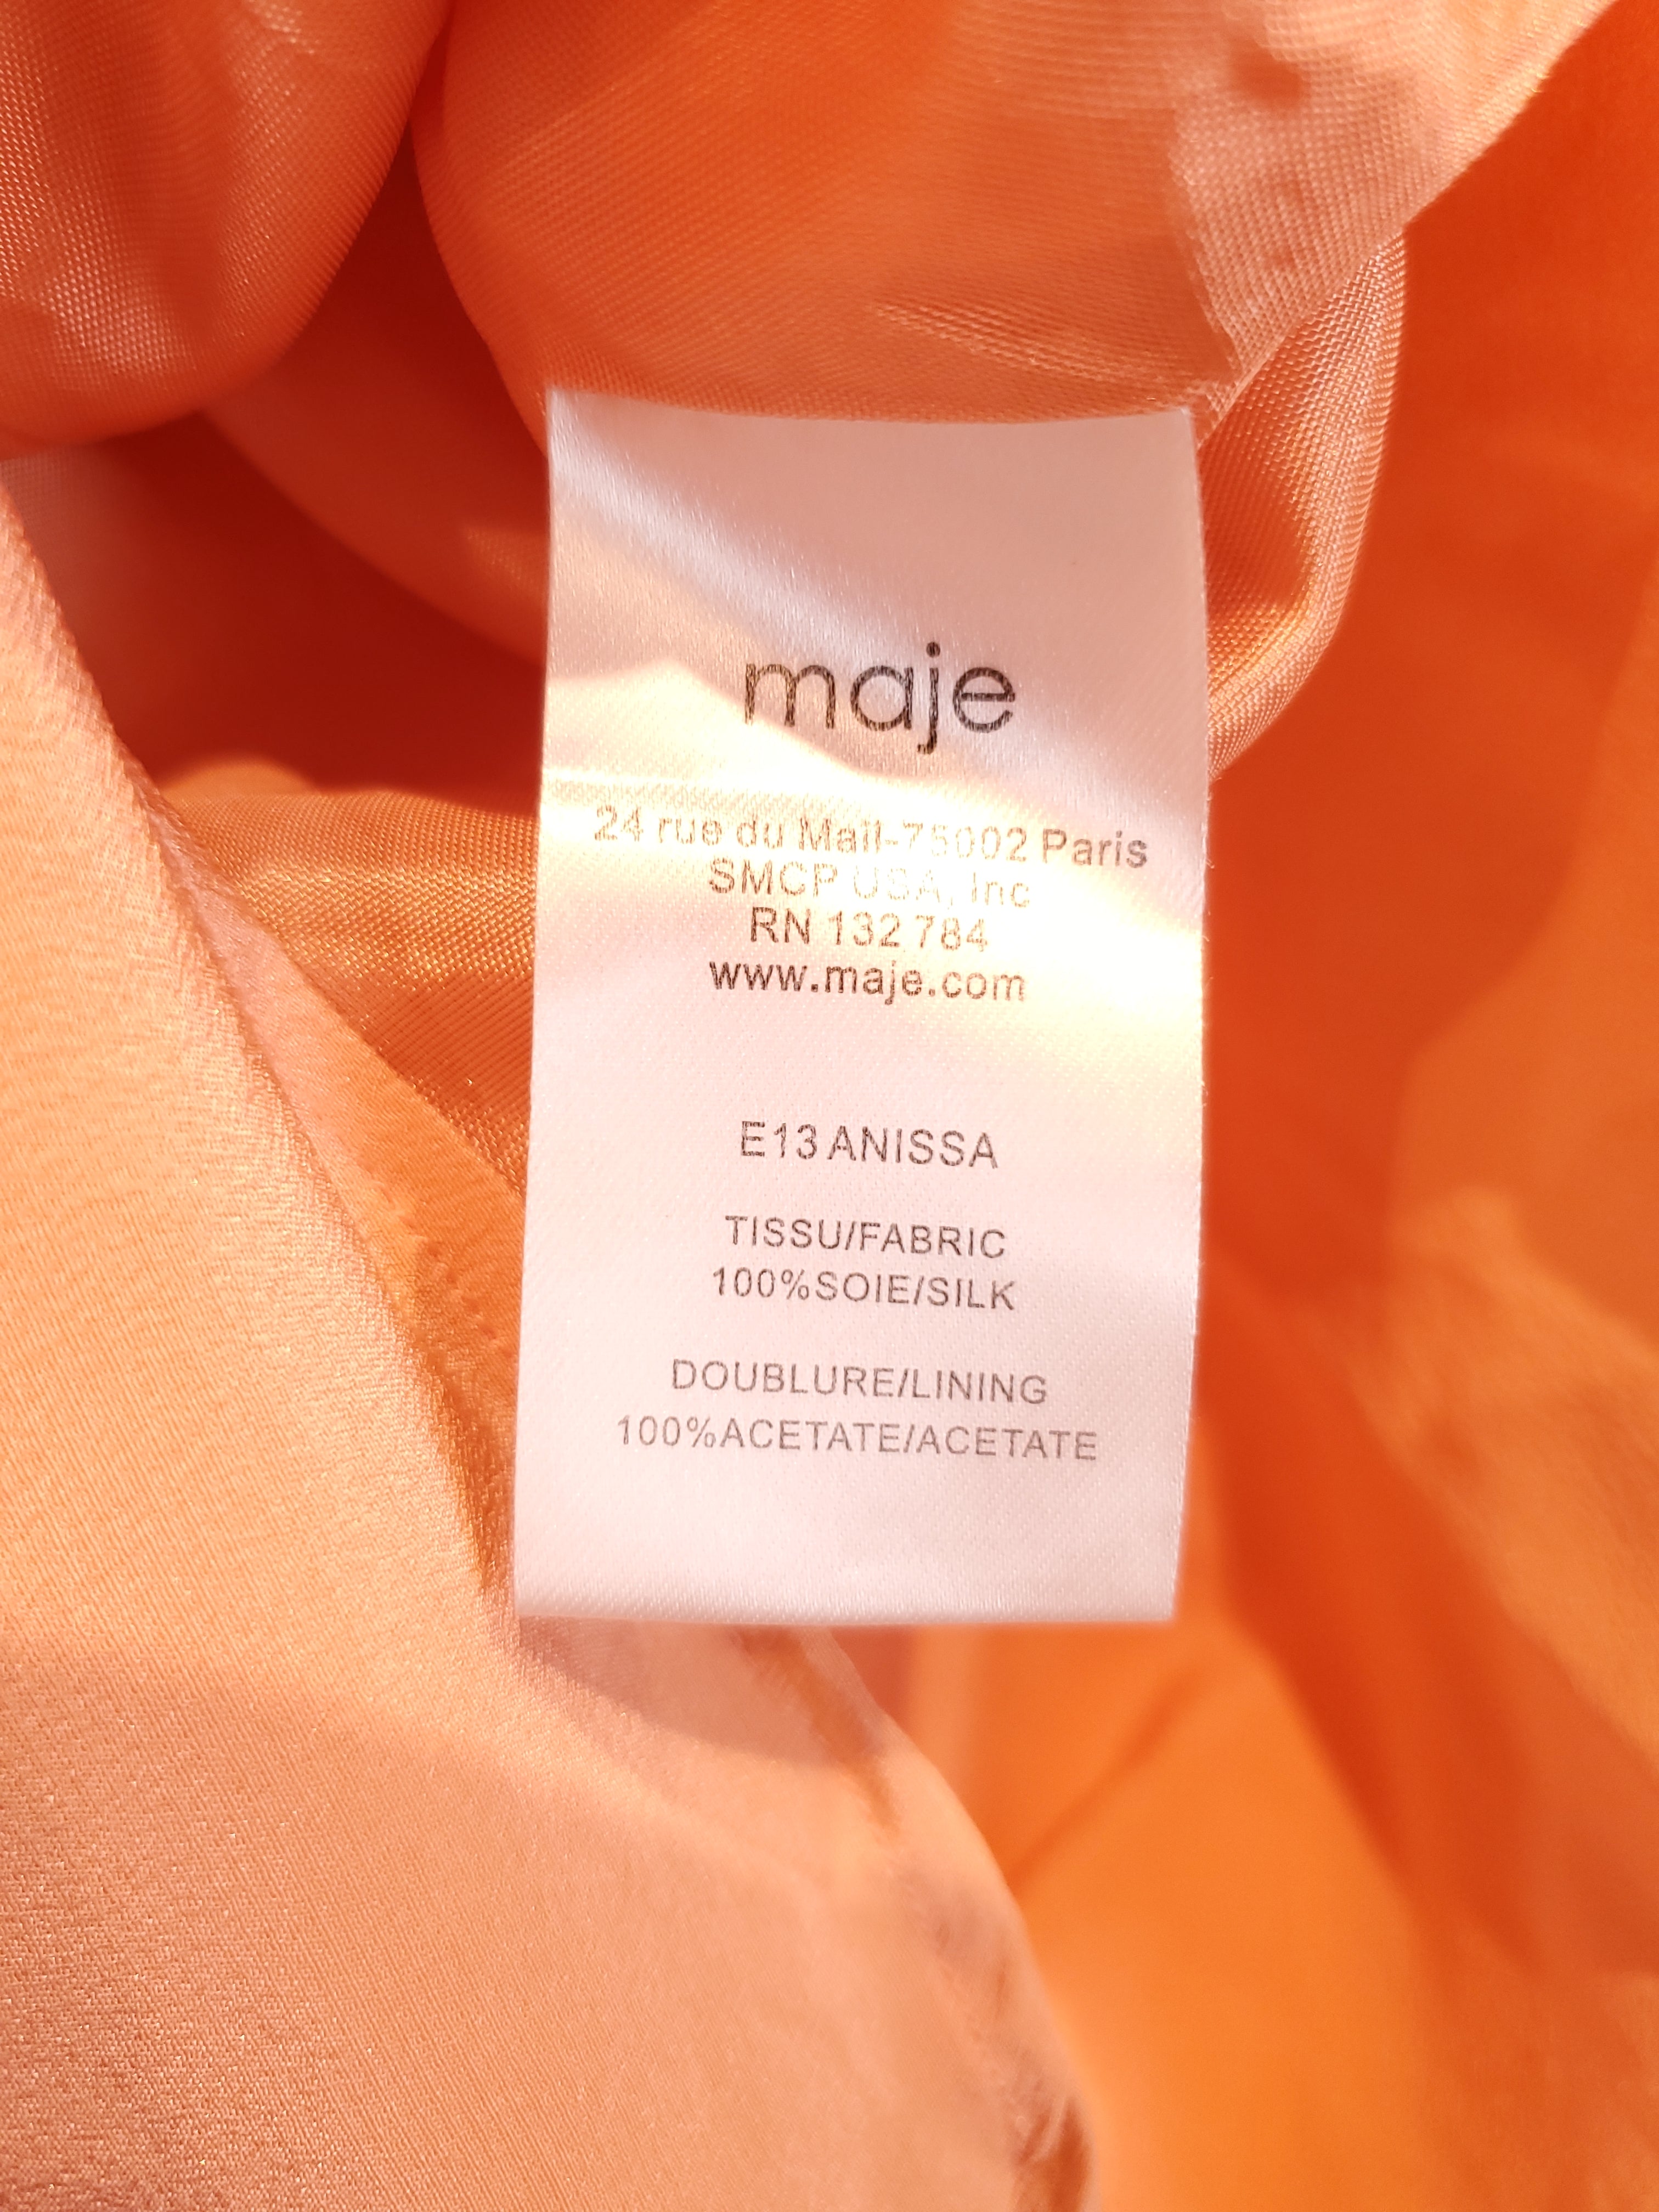 maje
24 rue du Mail-75002 Paris
SMCP USA, Inc
RN 132 784
www.maje.com
E13 ANISSA
TISSU/FABRIC
100%SOIE/SILK
DOUBLURE/LINING
100%ACETATE/ACETATE